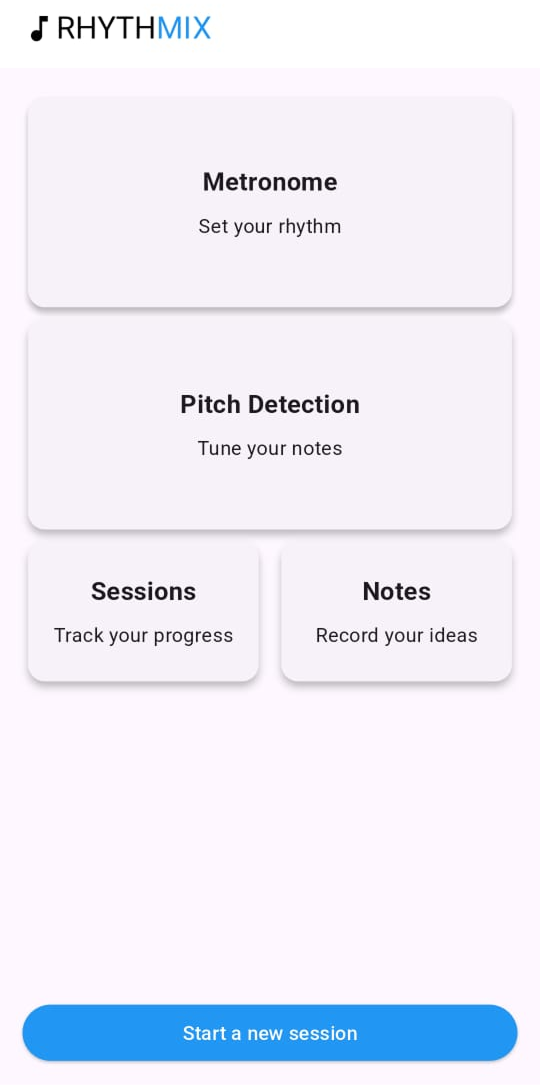 RHYTHMIX
Metronome
Set your rhythm
Pitch Detection
Tune your notes
Sessions
Track your progress
Notes
Record your ideas
Start a new session